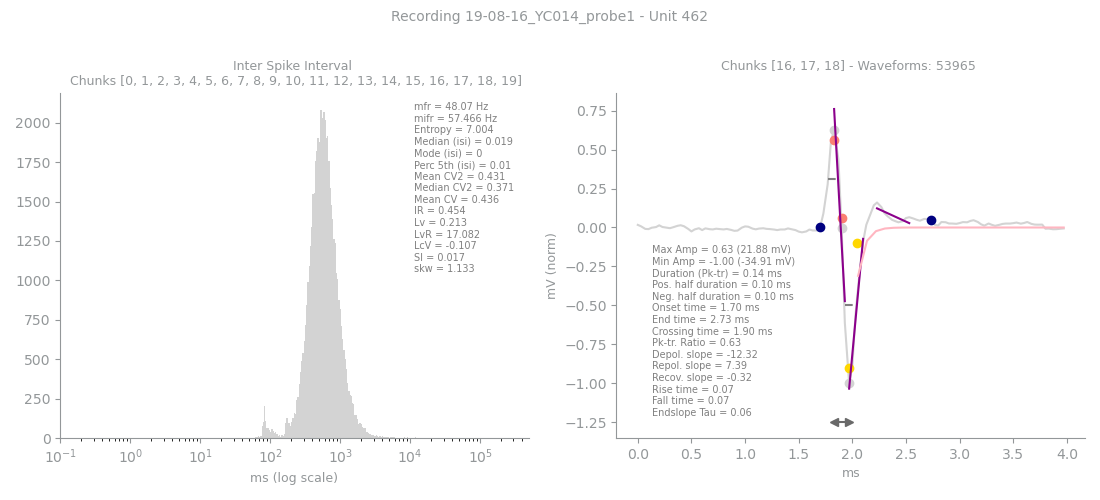 Recording 19-08-16_YC014_probe1 - Unit 462
Inter Spike Interval
Chunks [0, 1, 2, 3, 4, 5, 6, 7, 8, 9, 10, 11, 12, 13, 14, 15, 16, 17, 18, 19]
2000
1750
1500
1250
1000
750
500
250
0
mfr = 48.07 Hz
mifr = 57.466 Hz
Entropy = 7.004
Median (isi) = 0.019
Mode (isi) = 0
Perc 5th (isi) = 0.01
Mean CV2 = 0.431
Median CV2 = 0.371
Mean CV = 0.436
IR = 0.454
Lv = 0.213
LvR = 17.082
LcV = -0.107
SI = 0.017
skw = 1.133
10⁻¹ 10⁰ 10¹ 10² 10³ 10⁴ 10⁵
ms (log scale)
Chunks [16, 17, 18] - Waveforms: 53965
mV (norm)
0.75
0.50
0.25
0.00
−0.25
−0.50
−0.75
−1.00
−1.25
Max Amp = 0.63 (21.88 mV)
Min Amp = -1.00 (-34.91 mV)
Duration (Pk-tr) = 0.14 ms
Pos. half duration = 0.10 ms
Neg. half duration = 0.10 ms
Onset time = 1.70 ms
End time = 2.73 ms
Crossing time = 1.90 ms
Pk-tr. Ratio = 0.63
Depol. slope = -12.32
Repol. slope = 7.39
Recov. slope = -0.32
Rise time = 0.07
Fall time = 0.07
Endslope Tau = 0.06
0.0 0.5 1.0 1.5 2.0 2.5 3.0 3.5 4.0
ms